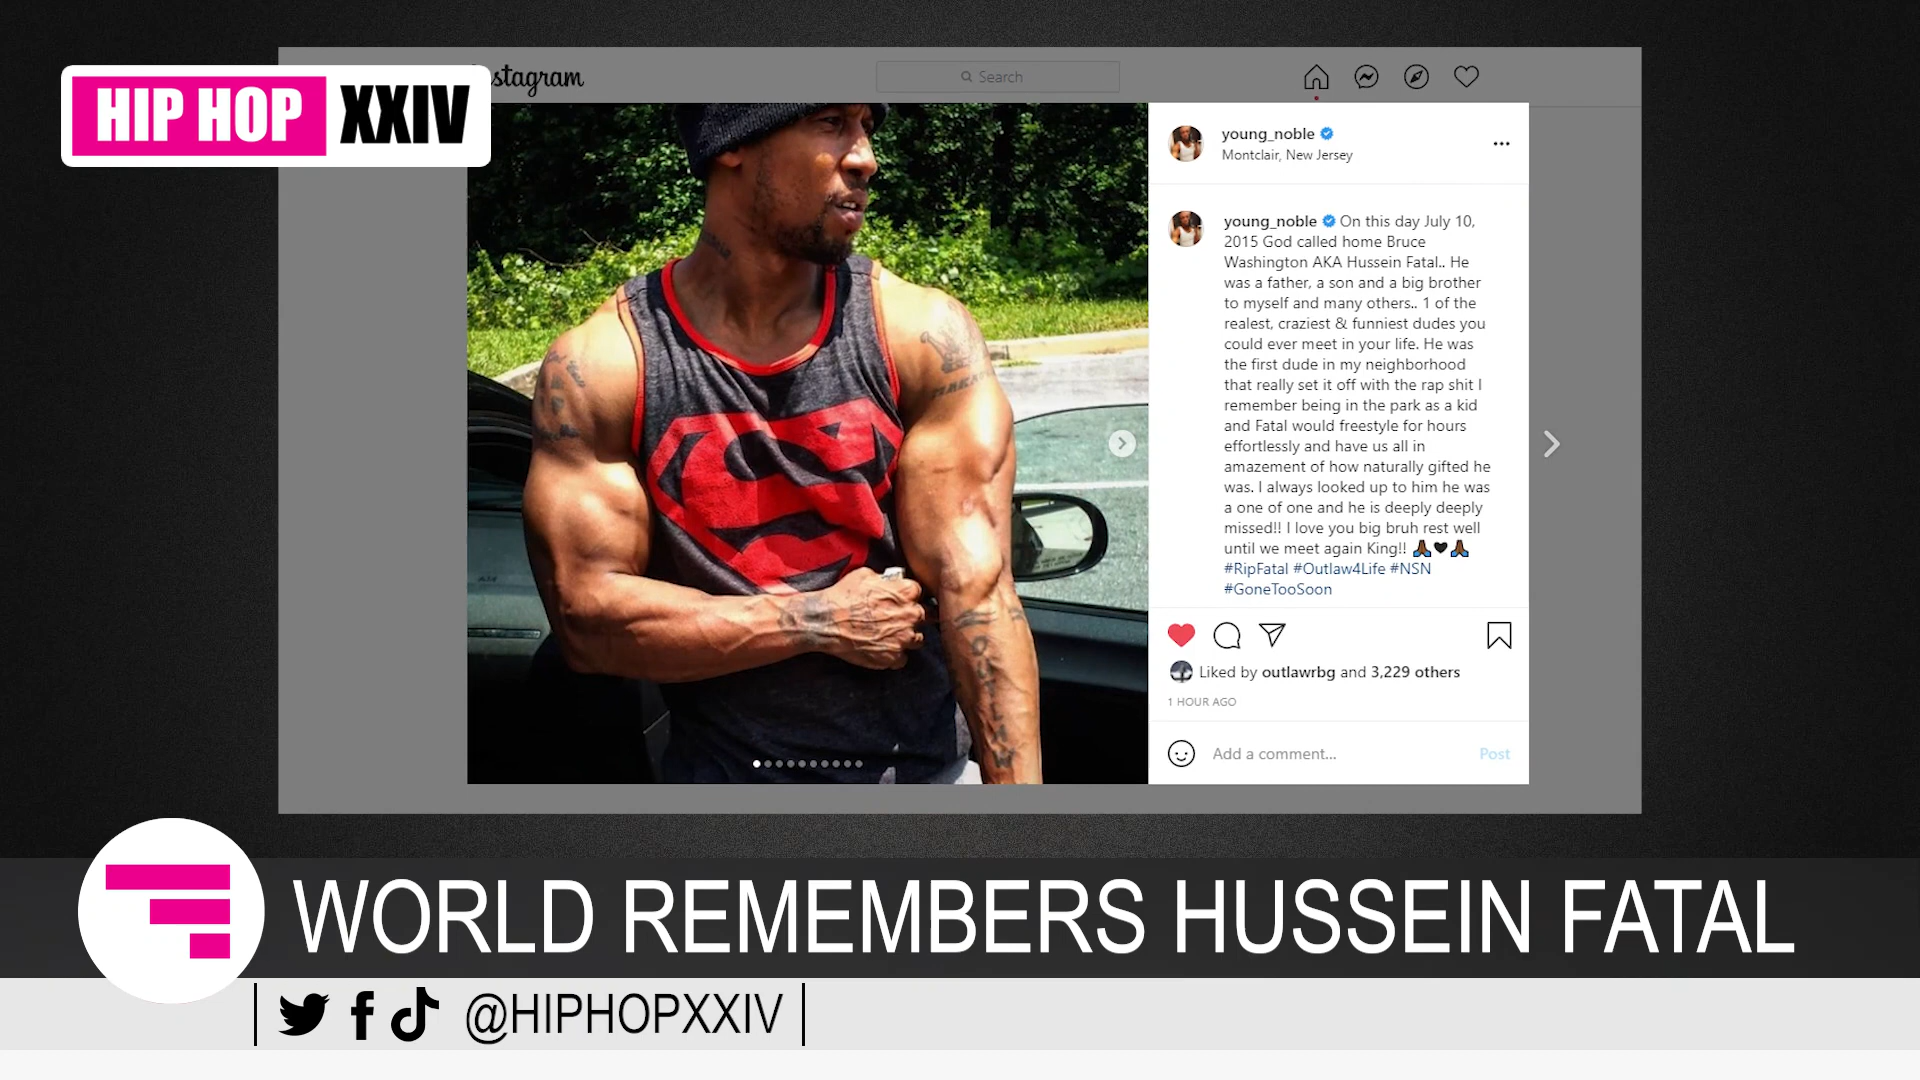 HIP HOP XXIV
stagram
Search
young_noble
Montclair, New Jersey
young_noble On this day July 10,
2015 God called home Bruce
Washington AKA Hussein Fatal.. He
was a father, a son and a big brother
to myself and many others.. 1 of the
realest, craziest & funniest dudes you
could ever meet in your life. He was
the first dude in my neighborhood
that really set it off with the rap shit I
remember being in the park as a kid
and Fatal would freestyle for hours
effortlessly and have us all in
amazement of how naturally gifted he
was. I always looked up to him he was
a one of one and he is deeply deeply
missed!! I love you big bruh rest well
until we meet again King!! 🙏🏾🖤🙏🏾
#RipFatal #Outlaw4Life #NSN
#GoneTooSoon
Liked by outlawrbg and 3,229 others
1 HOUR AGO
Add a comment...
Post
OUTLAW
WORLD REMEMBERS HUSSEIN FATAL
@HIPHOPXXIV